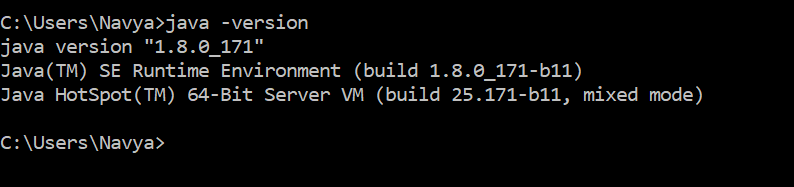 C:\Users\Navya>java -version
java version "1.8.0_171"
Java(TM) SE Runtime Environment (build 1.8.0_171-b11)
Java HotSpot(TM) 64-Bit Server VM (build 25.171-b11, mixed mode)
C:\Users\Navya>